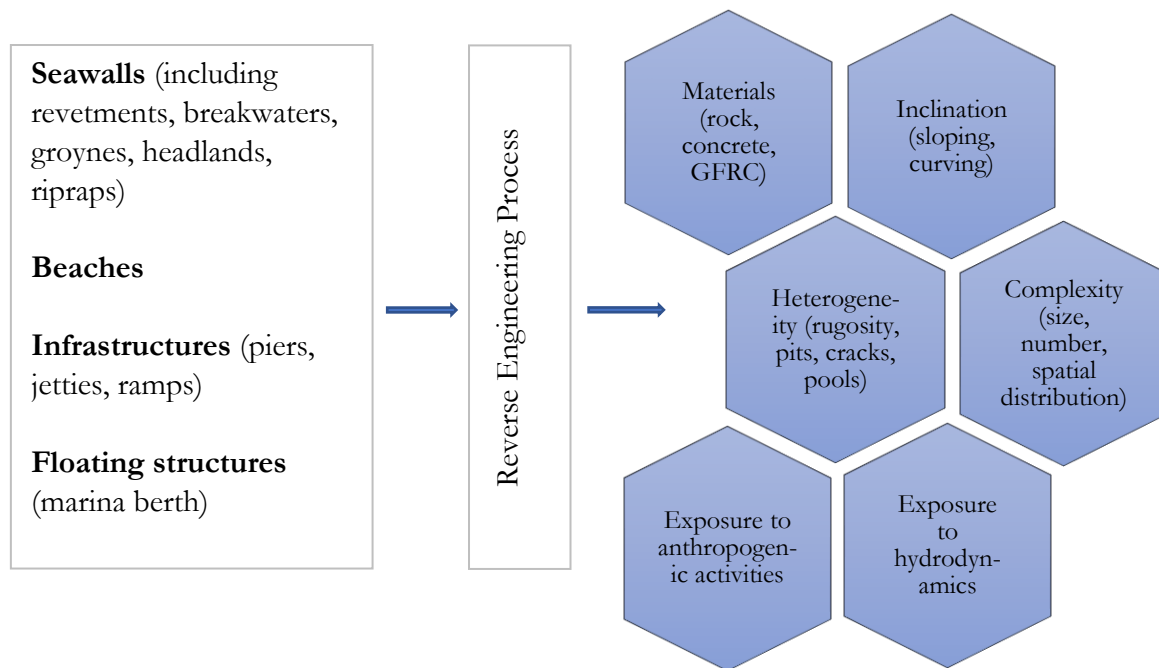 Seawalls (including
revetments, breakwaters,
groynes, headlands,
ripraps)
Beaches
Infrastructures (piers,
jetties, ramps)
Floating structures
(marina berth)
Reverse Engineering Process
Materials
(rock,
concrete,
GFRC)
Inclination
(sloping,
curving)
Heterogene-
ity (rugosity,
pits, cracks,
pools)
Complexity
(size,
number,
spatial
distribution)
Exposure to
anthropogen-
ic activities
Exposure
to
hydrodyn-
amics